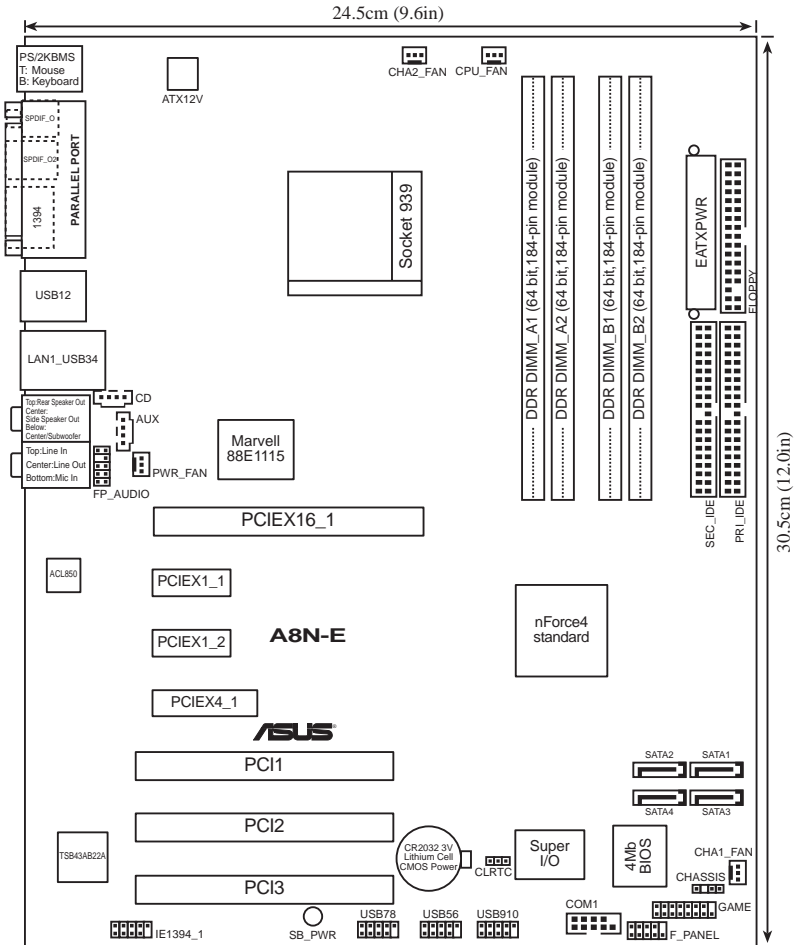 24.5cm (9.6in)
PS/2KBMS
T: Mouse
B: Keyboard
ATX12V
CHA2_FAN
CPU_FAN
SPDIF_O
SPDIF_O2
1394
PARALLEL PORT
Socket 939
DDR DIMM_A1 (64 bit,184-pin module)
DDR DIMM_A2 (64 bit,184-pin module)
DDR DIMM_B1 (64 bit,184-pin module)
DDR DIMM_B2 (64 bit,184-pin module)
EATXPWR
FLOPPY
USB12
LAN1_USB34
CD
AUX
Top:Rear Speaker Out
Center:
Side Speaker Out
Below:
Center/Subwoofer
Top:Line In
Center:Line Out
Bottom:Mic In
FP_AUDIO
PWR_FAN
Marvell
88E1115
SEC_IDE
PRI_IDE
30.5cm (12.0in)
PCIEX16_1
ACL850
PCIEX1_1
PCIEX1_2
A8N-E
nForce4
standard
PCIEX4_1
ASUS®
PCI1
SATA2
SATA1
SATA4
SATA3
PCI2
TSB43AB22A
CR2032 3V
Lithium Cell
CMOS Power
CLRTC
Super
I/O
4Mb
BIOS
CHA1_FAN
CHASSIS
PCI3
GAME
IE1394_1
SB_PWR
USB78
USB56
USB910
COM1
F_PANEL